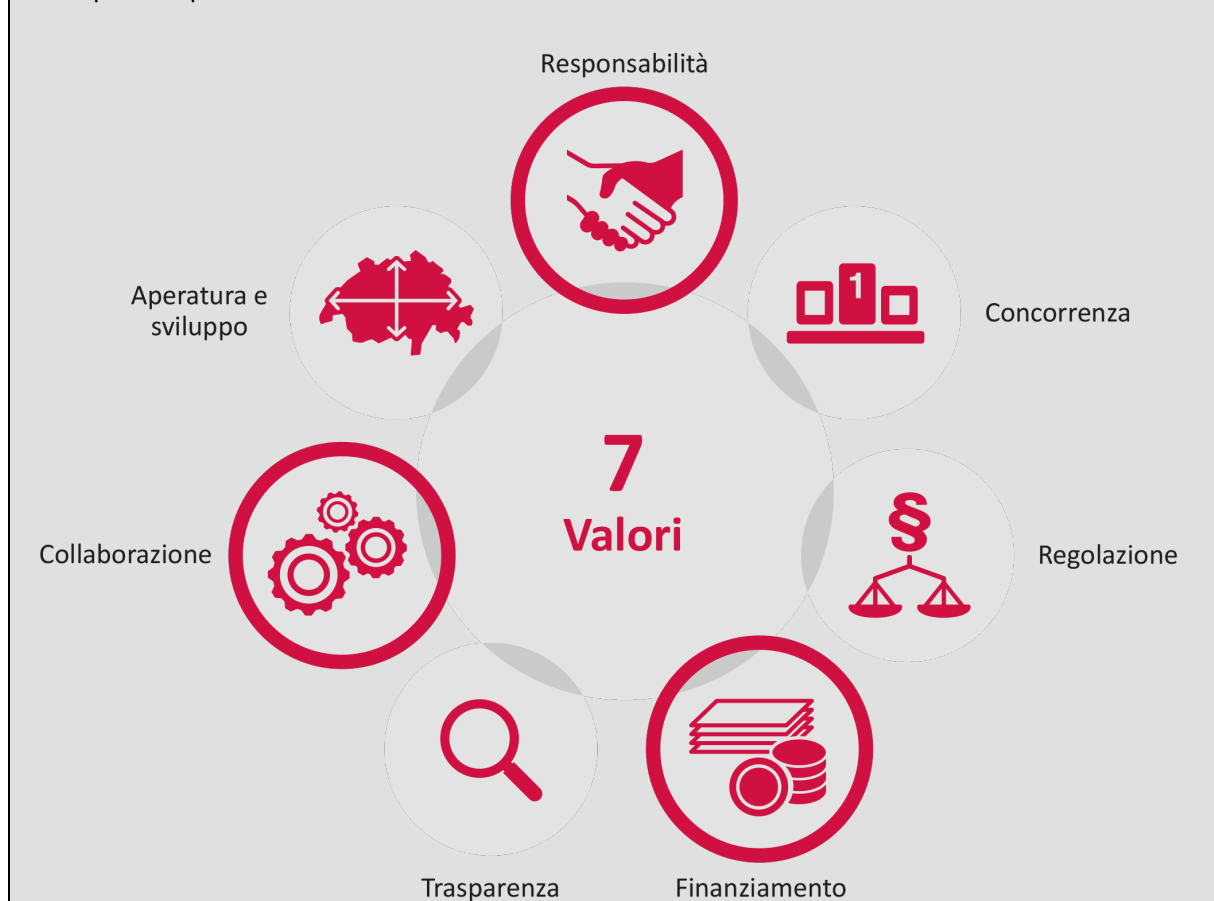 Responsabilità
Aperatura e
sviluppo
1
Concorrenza
7
Valori
§
Collaborazione
Regolazione
Trasparenza
Finanziamento